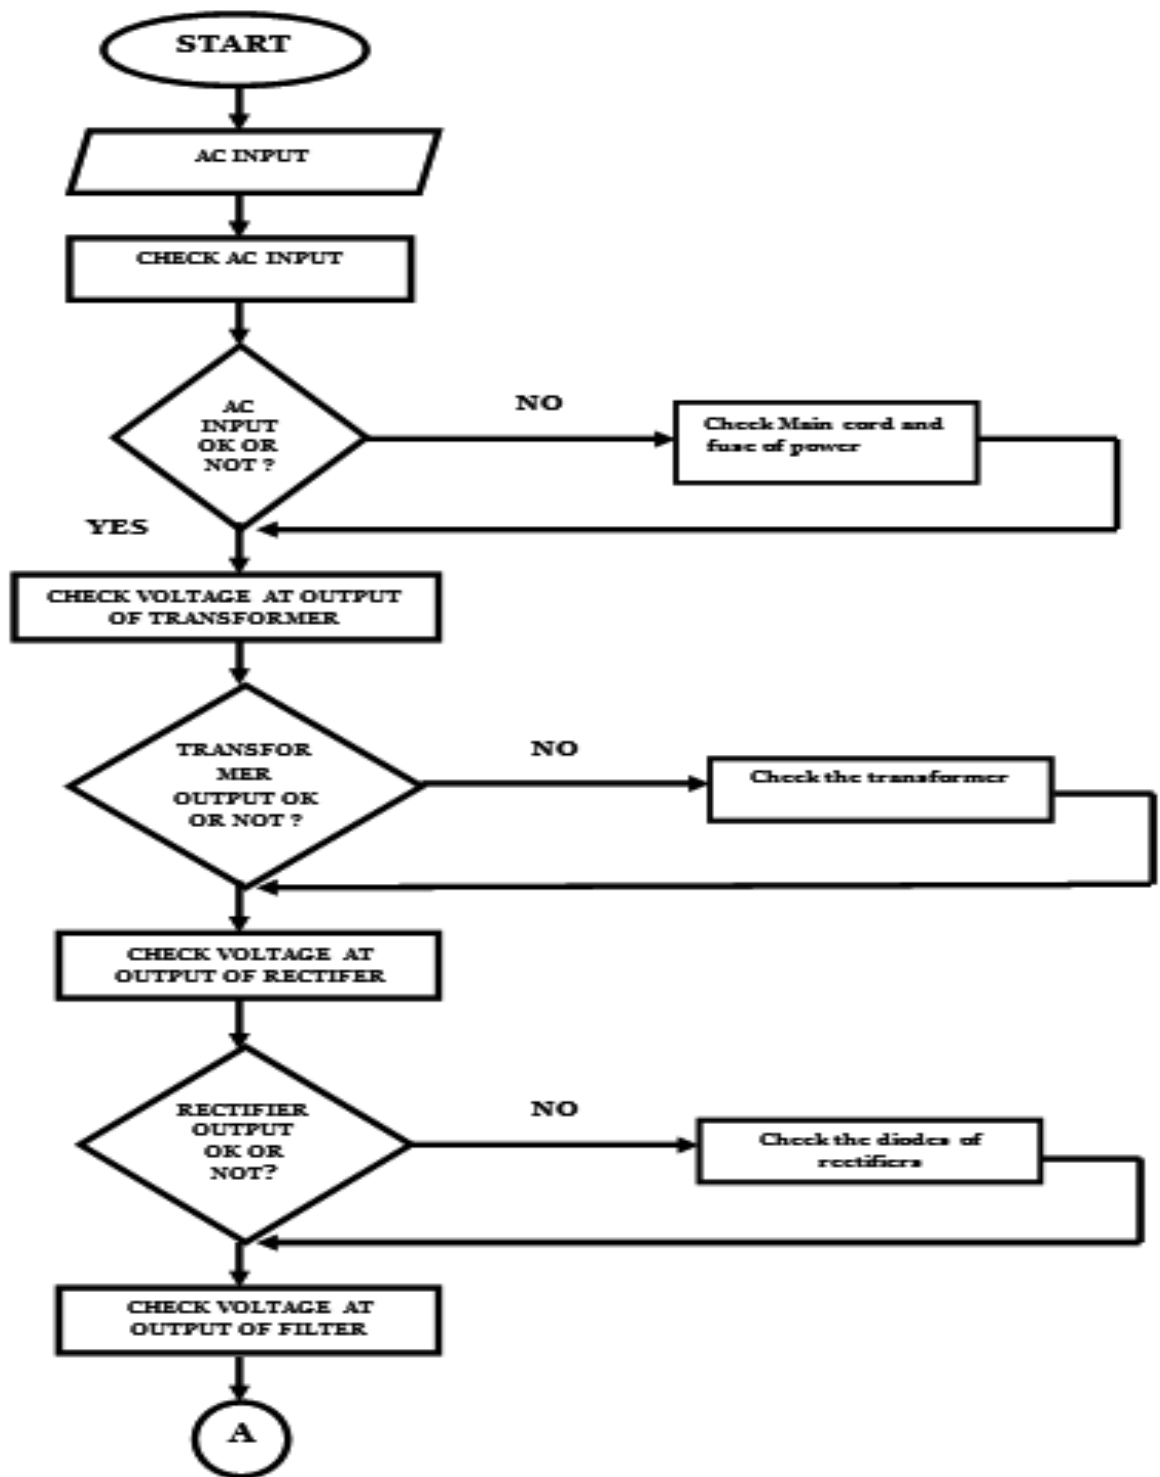 START
AC INPUT
CHECK AC INPUT
AC
INPUT
OK OR
NOT ?
NO
Check Main cord and
fuse of power
YES
CHECK VOLTAGE AT OUTPUT
OF TRANSFORMER
TRANSFOR
MER
OUTPUT OK
OR NOT ?
NO
Check the transformer
CHECK VOLTAGE AT
OUTPUT OF RECTIFER
RECTIFIER
OUTPUT
OK OR
NOT?
NO
Check the diodes of
rectifiers
CHECK VOLTAGE AT
OUTPUT OF FILTER
A